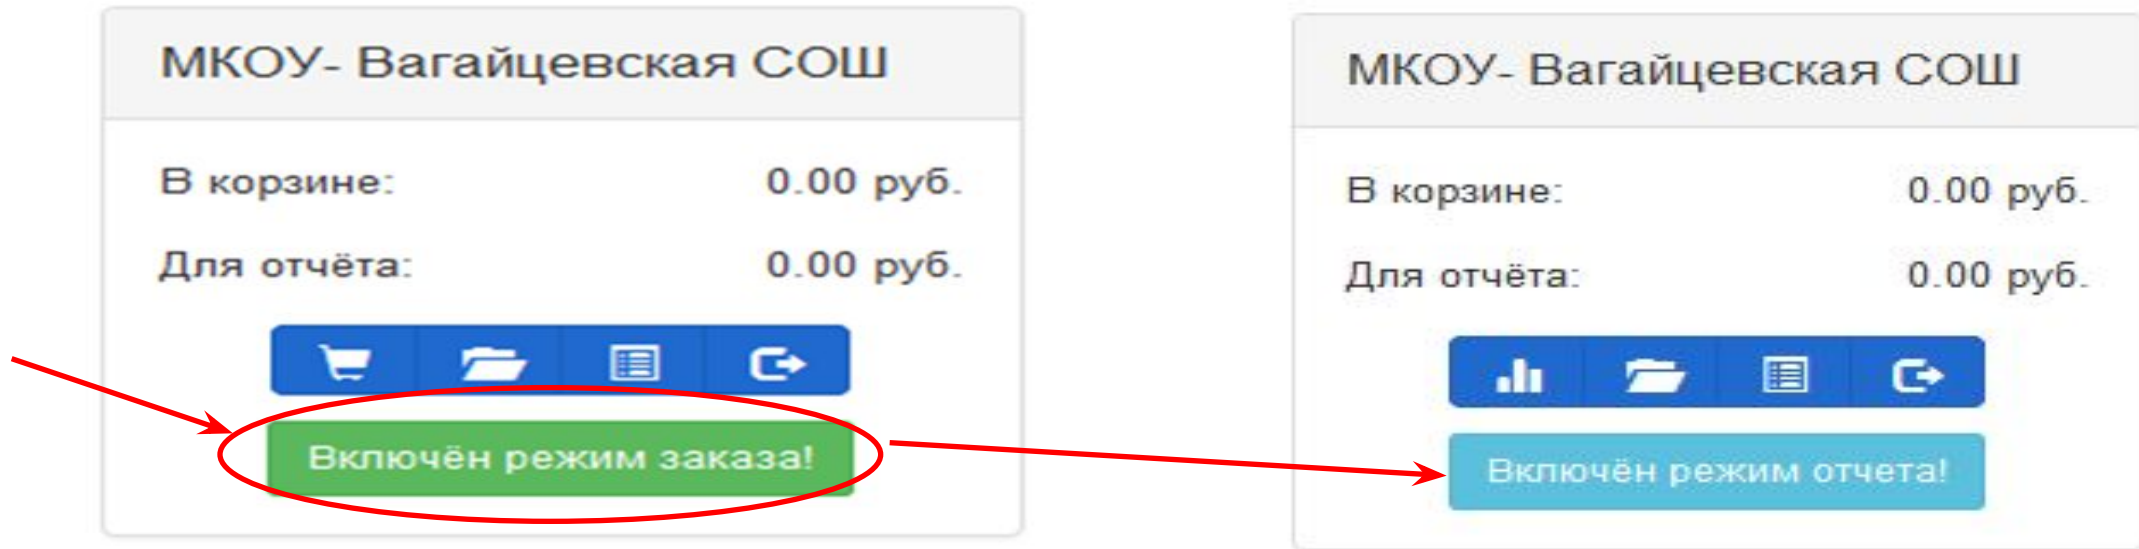 МКОУ- Вагайцевская СОШ
В корзине: 0.00 руб.
Для отчёта: 0.00 руб.
Включён режим заказа!
МКОУ- Вагайцевская СОШ
В корзине: 0.00 руб.
Для отчёта: 0.00 руб.
Включён режим отчета!